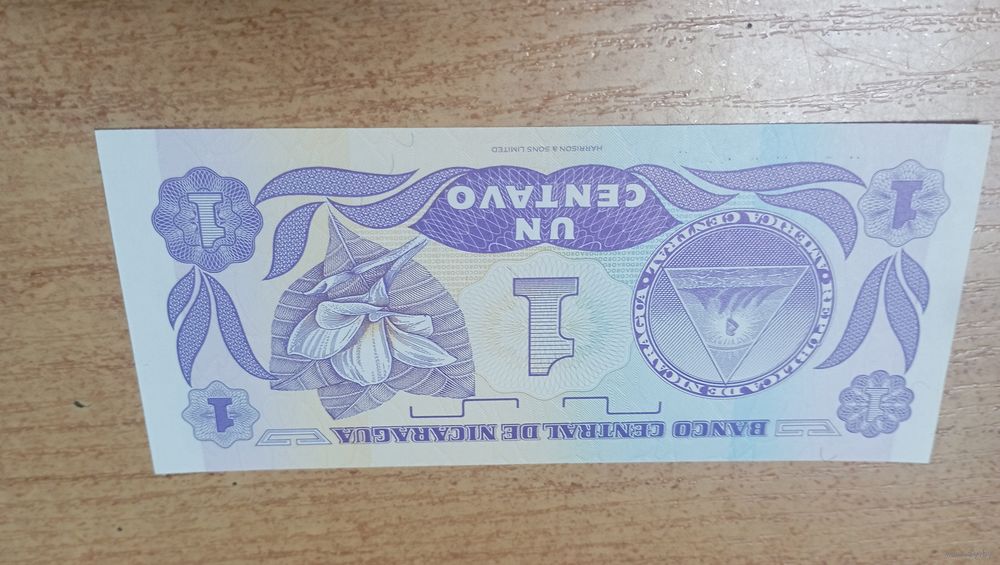 BANCO CENTRAL DE NICARAGUA
1
1
REPUBLICA DE NICARAGUA
AMERICA CENTRAL
1
UN
CENTAVO
1
1
HARRISON & SONS LIMITED